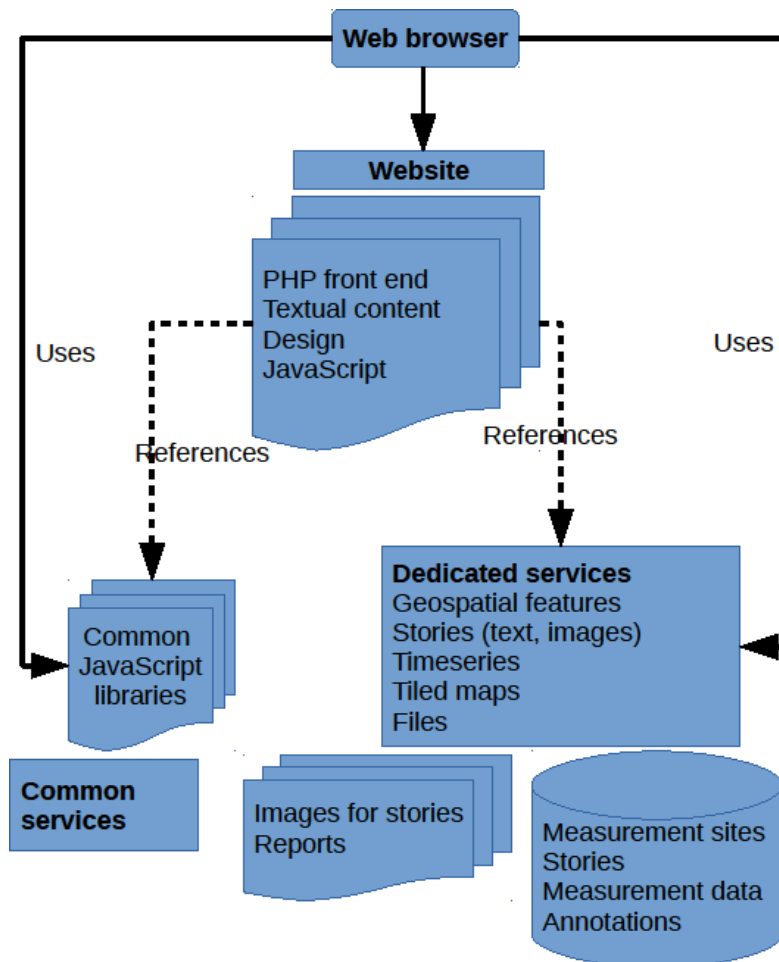 Web browser
Website
PHP front end
Textual content
Design
JavaScript
Uses
Uses
References
References
Common
JavaScript
libraries
Dedicated services
Geospatial features
Stories (text, images)
Timeseries
Tiled maps
Files
Common
services
Images for stories
Reports
Measurement sites
Stories
Measurement data
Annotations